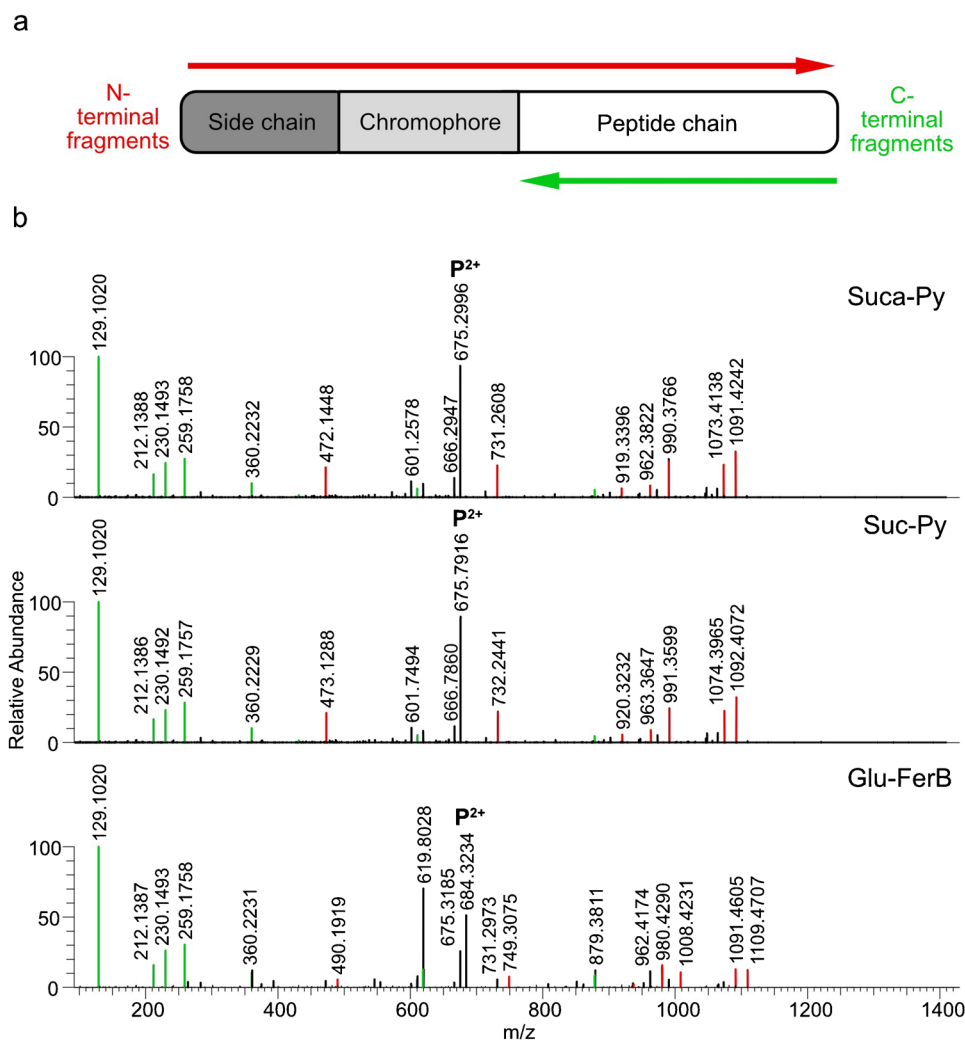 a
N-
terminal
fragments
Side chain
Chromophore
Peptide chain
C-
terminal
fragments
b
Suca-Py
P2+
129.1020
212.1388
230.1493
259.1758
360.2232
472.1448
601.2578
666.2947
675.2996
731.2608
919.3396
962.3822
990.3766
1073.4138
1091.4242
100
50
0
Suc-Py
P2+
129.1020
212.1386
230.1492
259.1757
360.2229
473.1288
601.7494
666.7860
675.7916
732.2441
920.3232
963.3647
991.3599
1074.3965
1092.4072
100
50
0
Relative Abundance
Glu-FerB
P2+
129.1020
212.1387
230.1493
259.1758
360.2231
490.1919
619.8028
675.3185
684.3234
731.2973
749.3075
879.3811
962.4174
980.4290
1008.4231
1091.4605
1109.4707
100
50
0
200 400 600 800 1000 1200 1400
m/z